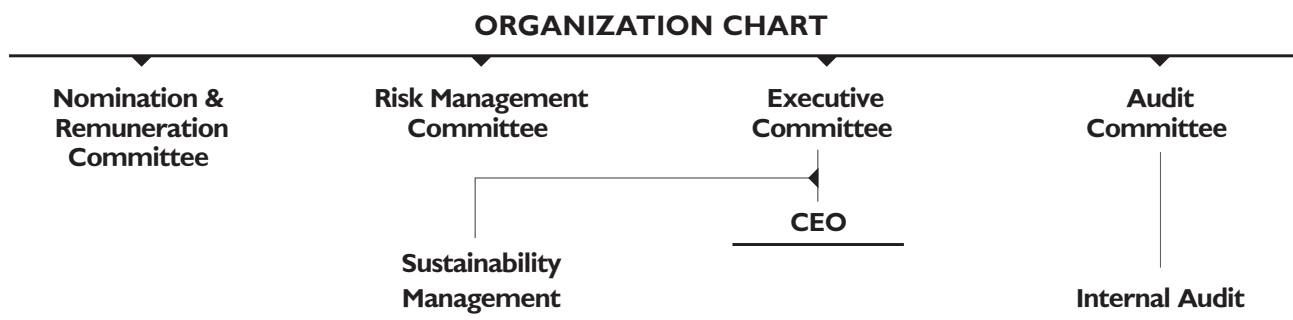 ORGANIZATION CHART
Nomination &
Remuneration
Committee
Risk Management
Committee
Executive
Committee
Audit
Committee
CEO
Sustainability
Management
Internal Audit